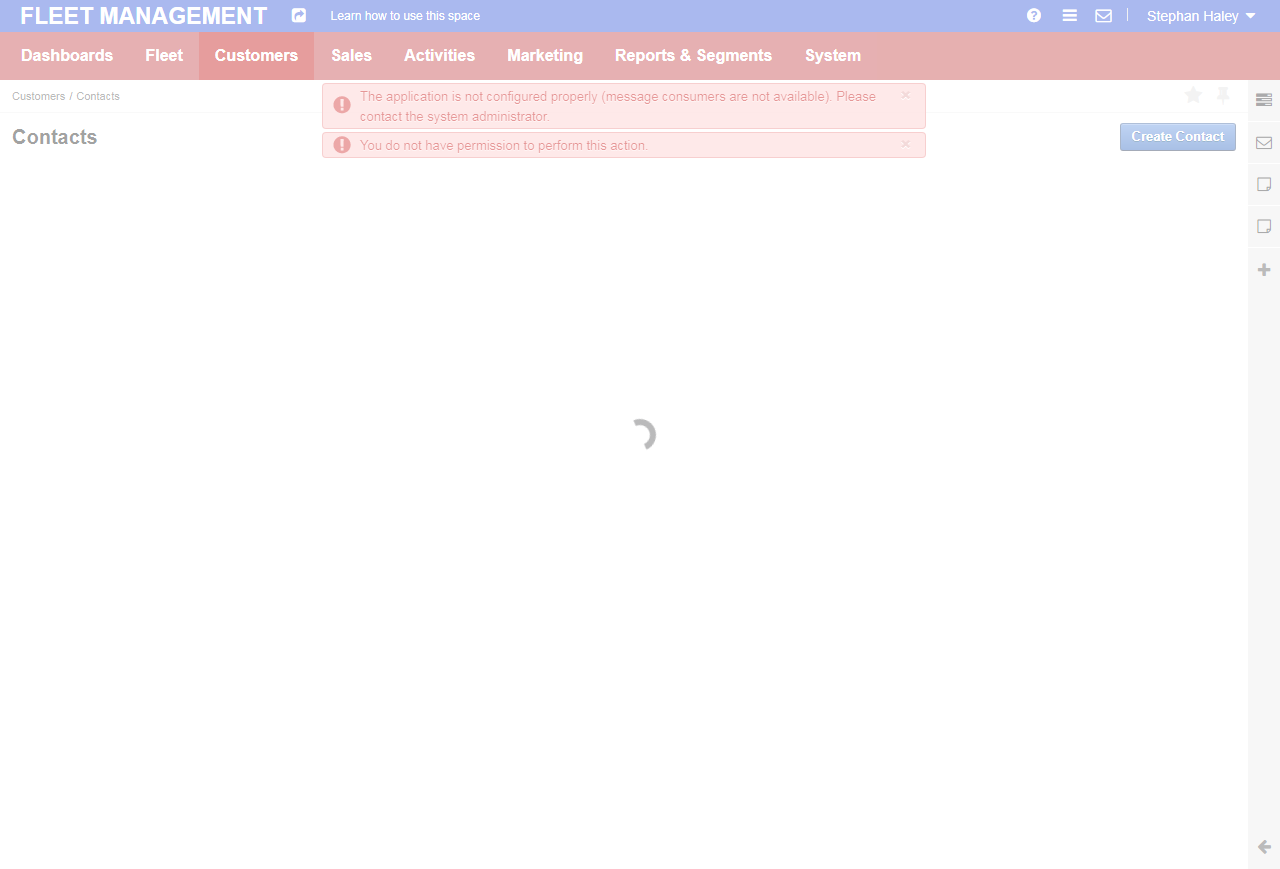 FLEET MANAGEMENT
Learn how to use this space
Stephan Haley
Dashboards
Fleet
Customers
Sales
Activities
Marketing
Reports & Segments
System
Customers / Contacts
The application is not configured properly (message consumers are not available). Please
contact the system administrator.
×
You do not have permission to perform this action.
×
Contacts
Create Contact